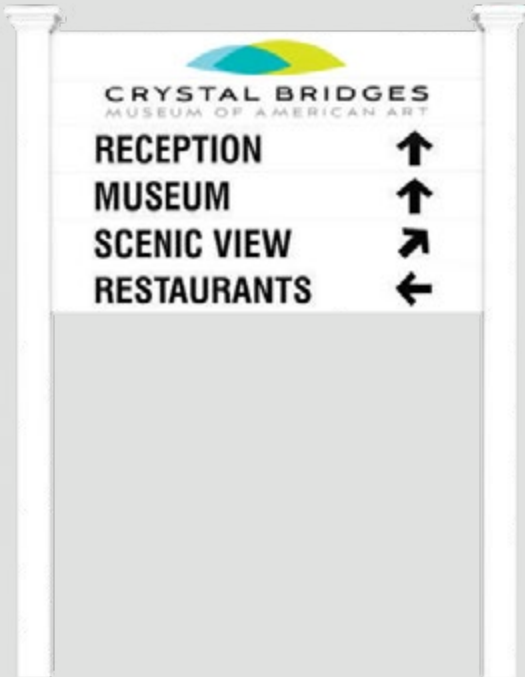 CRYSTAL BRIDGES
MUSEUM OF AMERICAN ART
RECEPTION
MUSEUM
SCENIC VIEW
RESTAURANTS